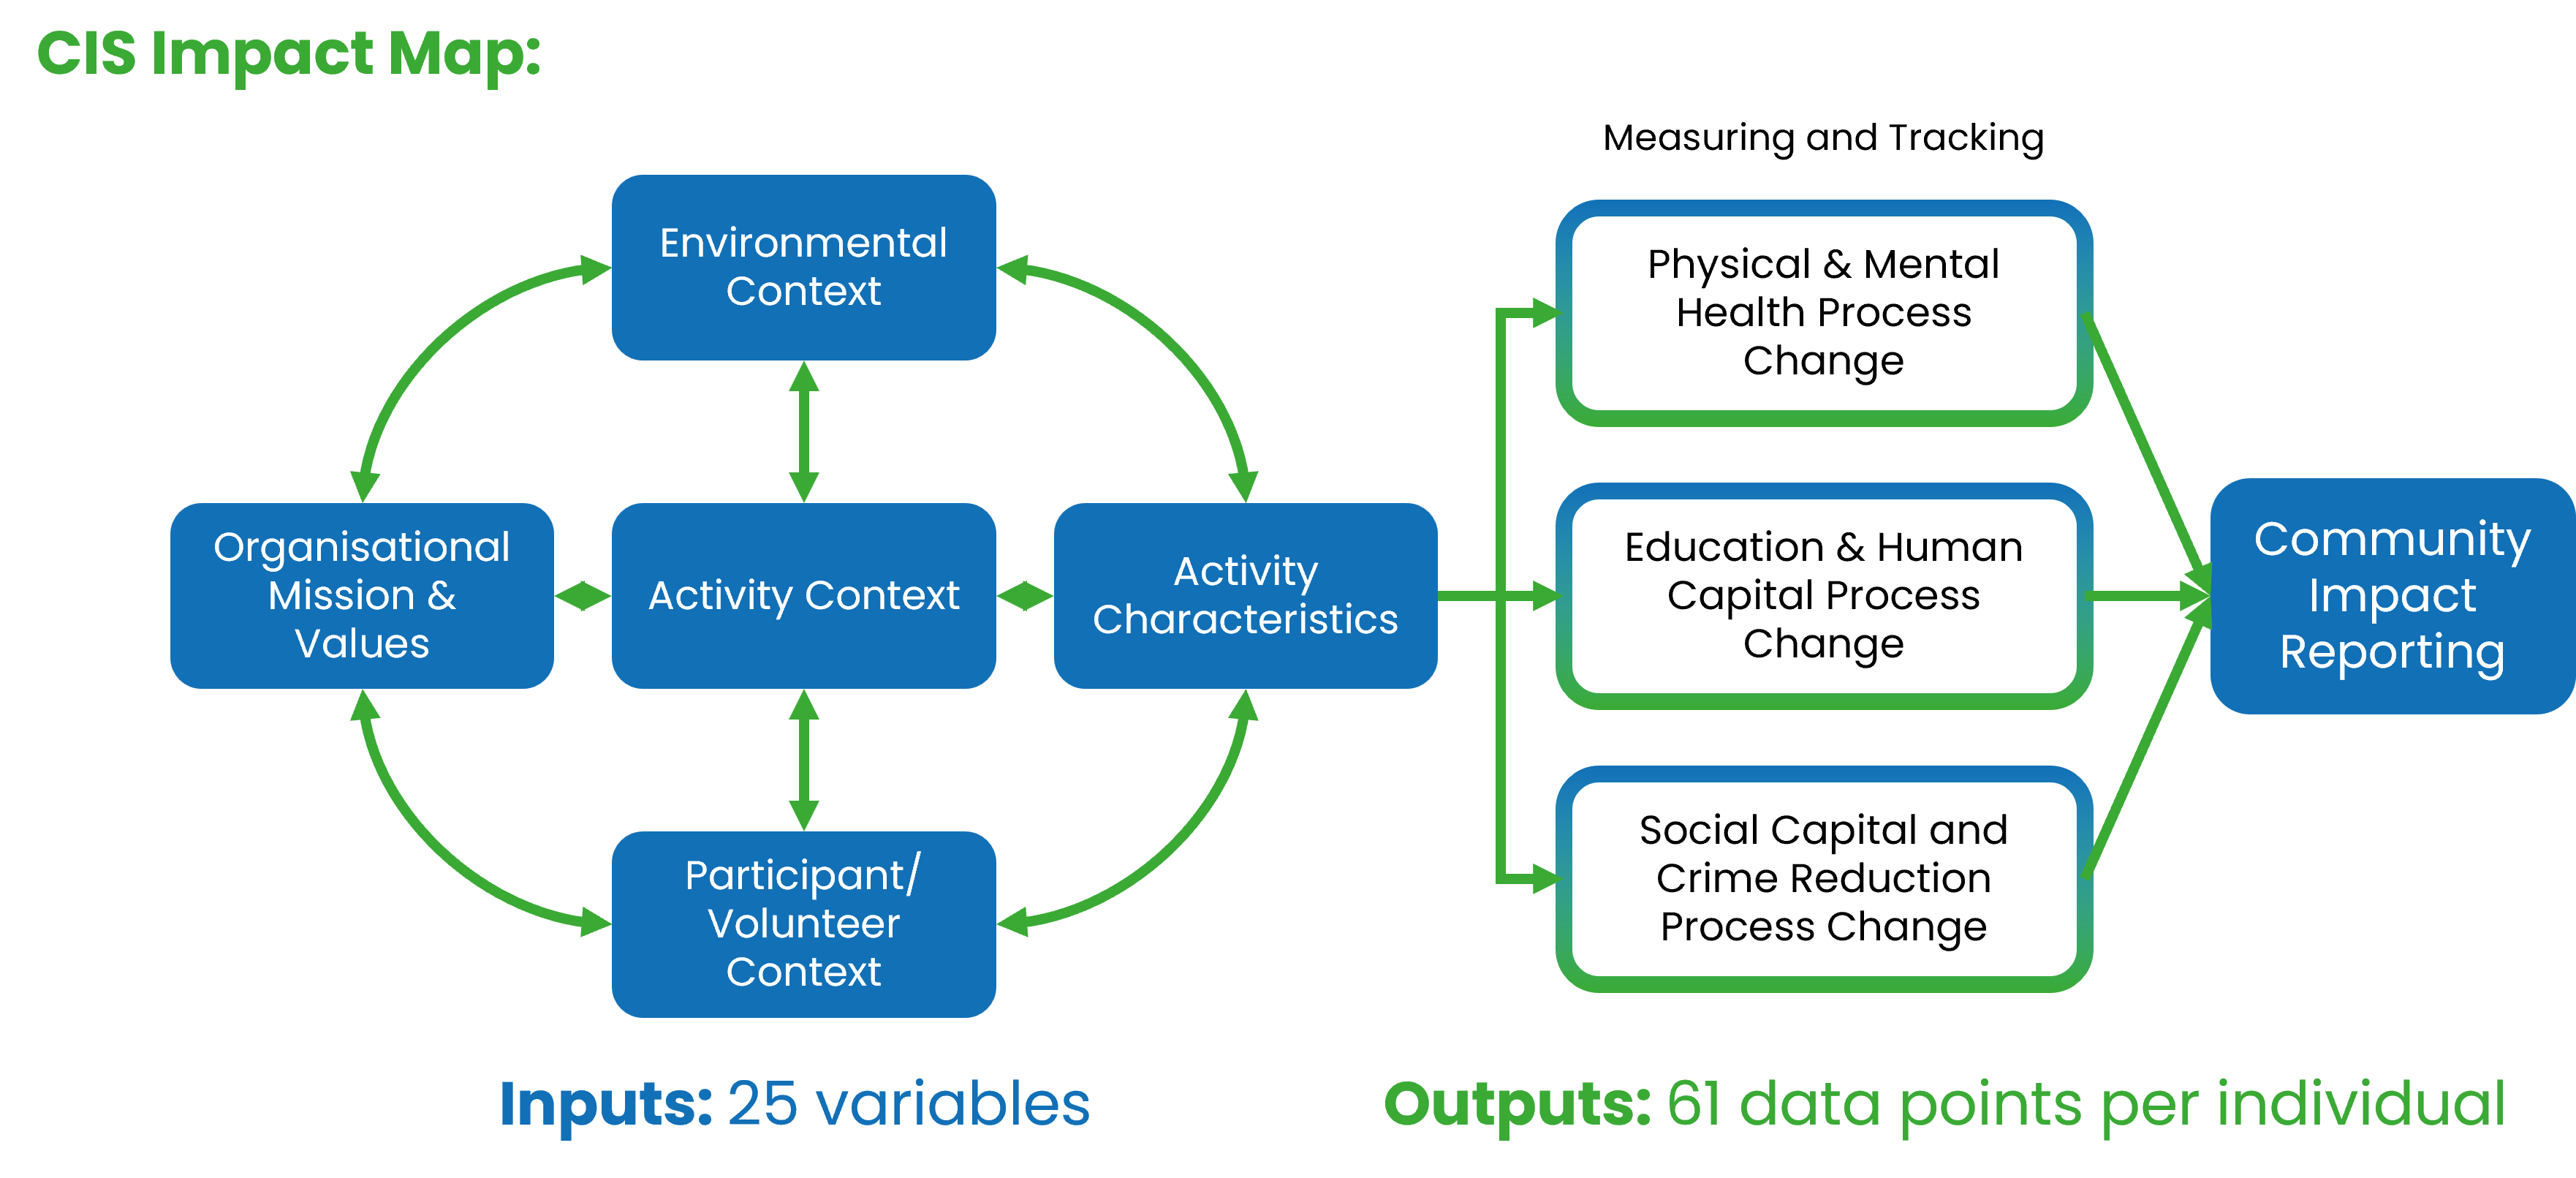 CIS Impact Map:
Measuring and Tracking
Environmental
Context
Organisational
Mission &
Values
Activity Context
Activity
Characteristics
Participant/
Volunteer
Context
Physical & Mental
Health Process
Change
Education & Human
Capital Process
Change
Social Capital and
Crime Reduction
Process Change
Community
Impact
Reporting
Inputs: 25 variables
Outputs: 61 data points per individual